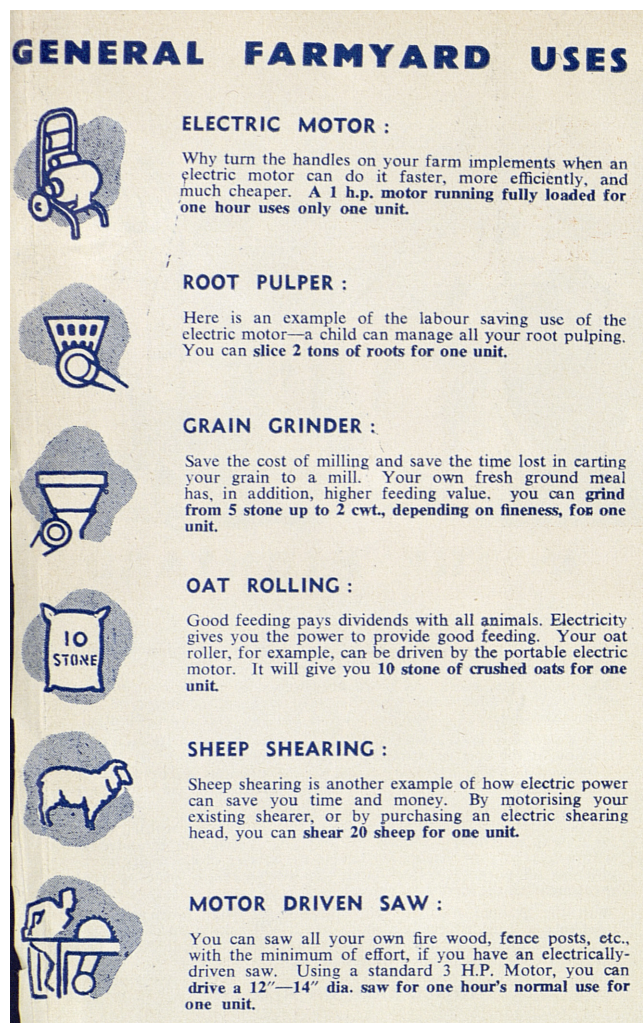 GENERAL FARMYARD USES
ELECTRIC MOTOR :
Why turn the handles on your farm implements when an
electric motor can do it faster, more efficiently, and
much cheaper. A 1 h.p. motor running fully loaded for
one hour uses only one unit.
ROOT PULPER :
Here is an example of the labour saving use of the
electric motor—a child can manage all your root pulping.
You can slice 2 tons of roots for one unit.
GRAIN GRINDER :
Save the cost of milling and save the time lost in carting
your grain to a mill. Your own fresh ground meal
has, in addition, higher feeding value. you can grind
from 5 stone up to 2 cwt., depending on fineness, for one
unit.
OAT ROLLING :
10
STONE
Good feeding pays dividends with all animals. Electricity
gives you the power to provide good feeding. Your oat
roller, for example, can be driven by the portable electric
motor. It will give you 10 stone of crushed oats for one
unit.
SHEEP SHEARING :
Sheep shearing is another example of how electric power
can save you time and money. By motorising your
existing shearer, or by purchasing an electric shearing
head, you can shear 20 sheep for one unit.
MOTOR DRIVEN SAW :
You can saw all your own fire wood, fence posts, etc.,
with the minimum of effort, if you have an electrically-
driven saw. Using a standard 3 H.P. Motor, you can
drive a 12"—14" dia. saw for one hour's normal use for
one unit.